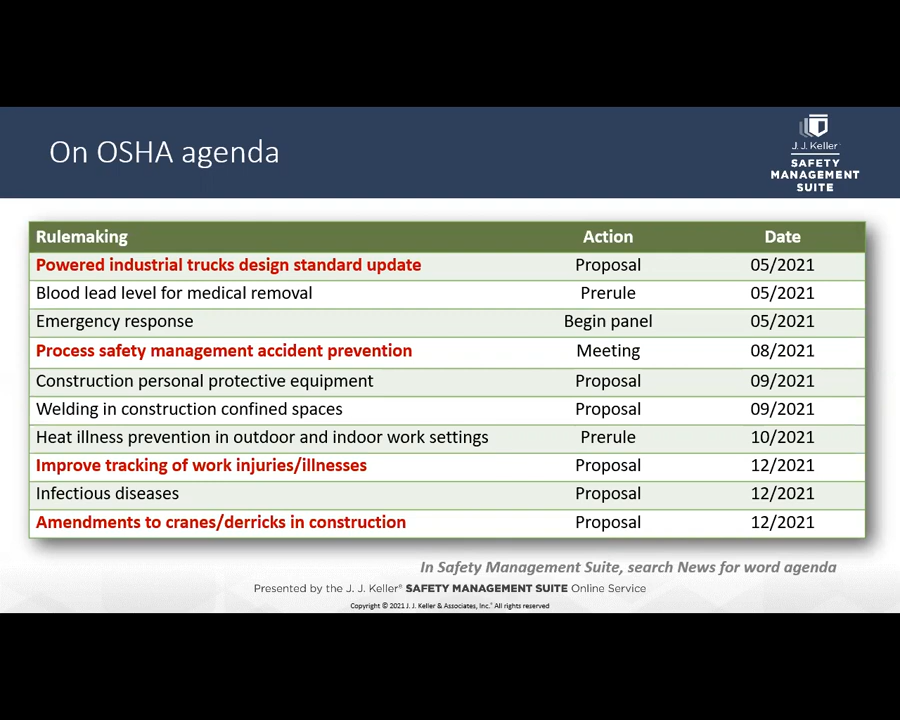 On OSHA agenda
J. J. Keller
SAFETY
MANAGEMENT
SUITE
Rulemaking Action Date
Powered industrial trucks design standard update Proposal 05/2021
Blood lead level for medical removal Prerule 05/2021
Emergency response Begin panel 05/2021
Process safety management accident prevention Meeting 08/2021
Construction personal protective equipment Proposal 09/2021
Welding in construction confined spaces Proposal 09/2021
Heat illness prevention in outdoor and indoor work settings Prerule 10/2021
Improve tracking of work injuries/illnesses Proposal 12/2021
Infectious diseases Proposal 12/2021
Amendments to cranes/derricks in construction Proposal 12/2021
In Safety Management Suite, search News for word agenda
Presented by the J. J. Keller® SAFETY MANAGEMENT SUITE Online Service
Copyright © 2021 J. J. Keller & Associates, Inc.® All rights reserved